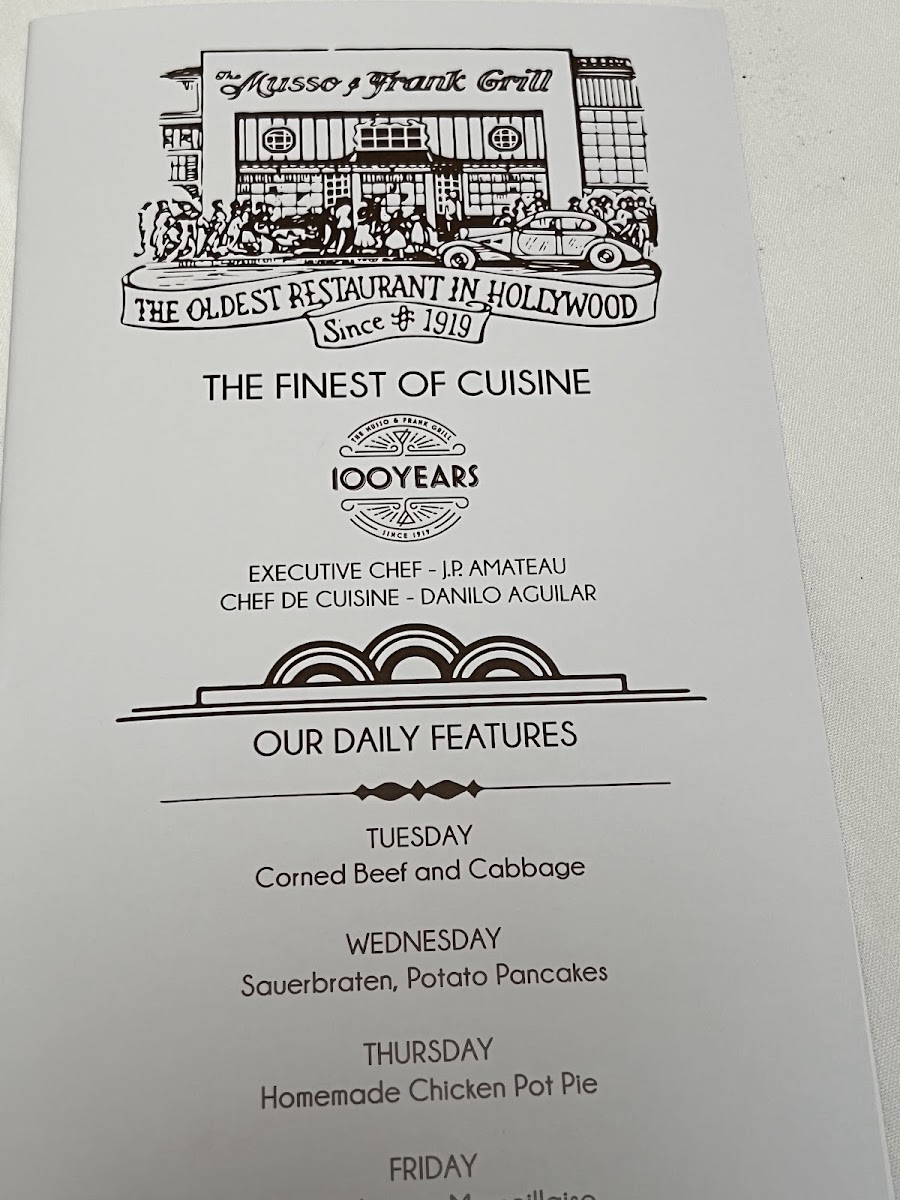 The Musso & Frank Grill
THE OLDEST RESTAURANT IN HOLLYWOOD
Since 1919
THE FINEST OF CUISINE
THE MUSSO & FRANK GRILL
100 YEARS
SINCE 1919
EXECUTIVE CHEF - J.P. AMATEAU
CHEF DE CUISINE - DANILO AGUILAR
OUR DAILY FEATURES
TUESDAY
Corned Beef and Cabbage
WEDNESDAY
Sauerbraten, Potato Pancakes
THURSDAY
Homemade Chicken Pot Pie
FRIDAY